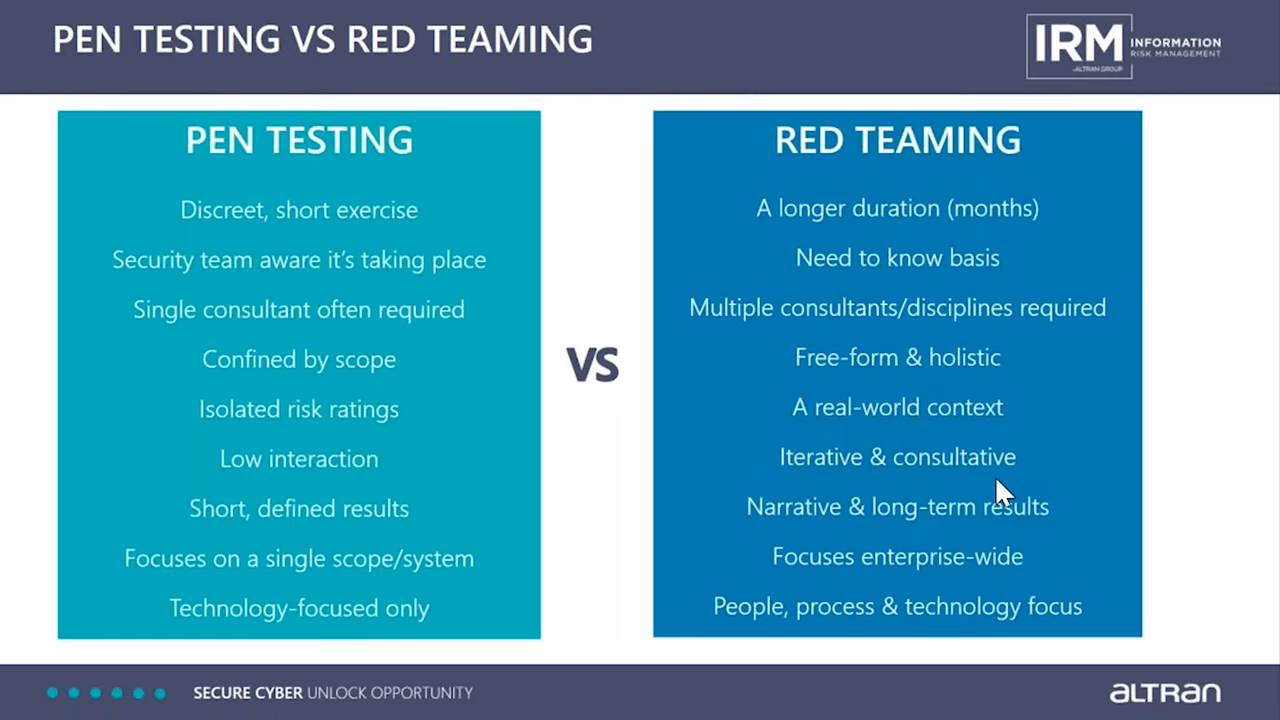 PEN TESTING VS RED TEAMING
IRM INFORMATION
RISK MANAGEMENT
ALTRAN GROUP
PEN TESTING
Discreet, short exercise
Security team aware it's taking place
Single consultant often required
Confined by scope
Isolated risk ratings
Low interaction
Short, defined results
Focuses on a single scope/system
Technology-focused only
VS
RED TEAMING
A longer duration (months)
Need to know basis
Multiple consultants/disciplines required
Free-form & holistic
A real-world context
Iterative & consultative
Narrative & long-term results
Focuses enterprise-wide
People, process & technology focus
SECURE CYBER UNLOCK OPPORTUNITY
ALTRAN